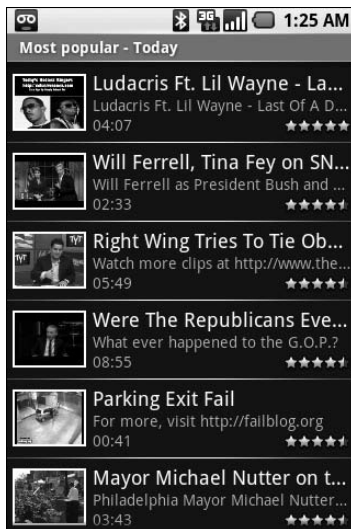 3G 1:25 AM
Most popular - Today
Ludacris Ft. Lil Wayne - La...
Ludacris Ft. Lil Wayne - Last Of A D...
04:07
Will Ferrell, Tina Fey on SN...
Will Ferrell as President Bush and ...
02:33
TYT
Right Wing Tries To Tie Ob...
Watch more clips at http://www.the...
05:49
Were The Republicans Eve...
What ever happened to the G.O.P.?
08:55
Parking Exit Fail
For more, visit http://failblog.org
00:41
Mayor Michael Nutter on t...
Philadelphia Mayor Michael Nutter...
03:43